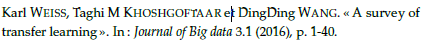 Karl WEISS, Taghi M KHOSHGOFTAAR et DingDing WANG. « A survey of
transfer learning ». In : Journal of Big data 3.1 (2016), p. 1-40.